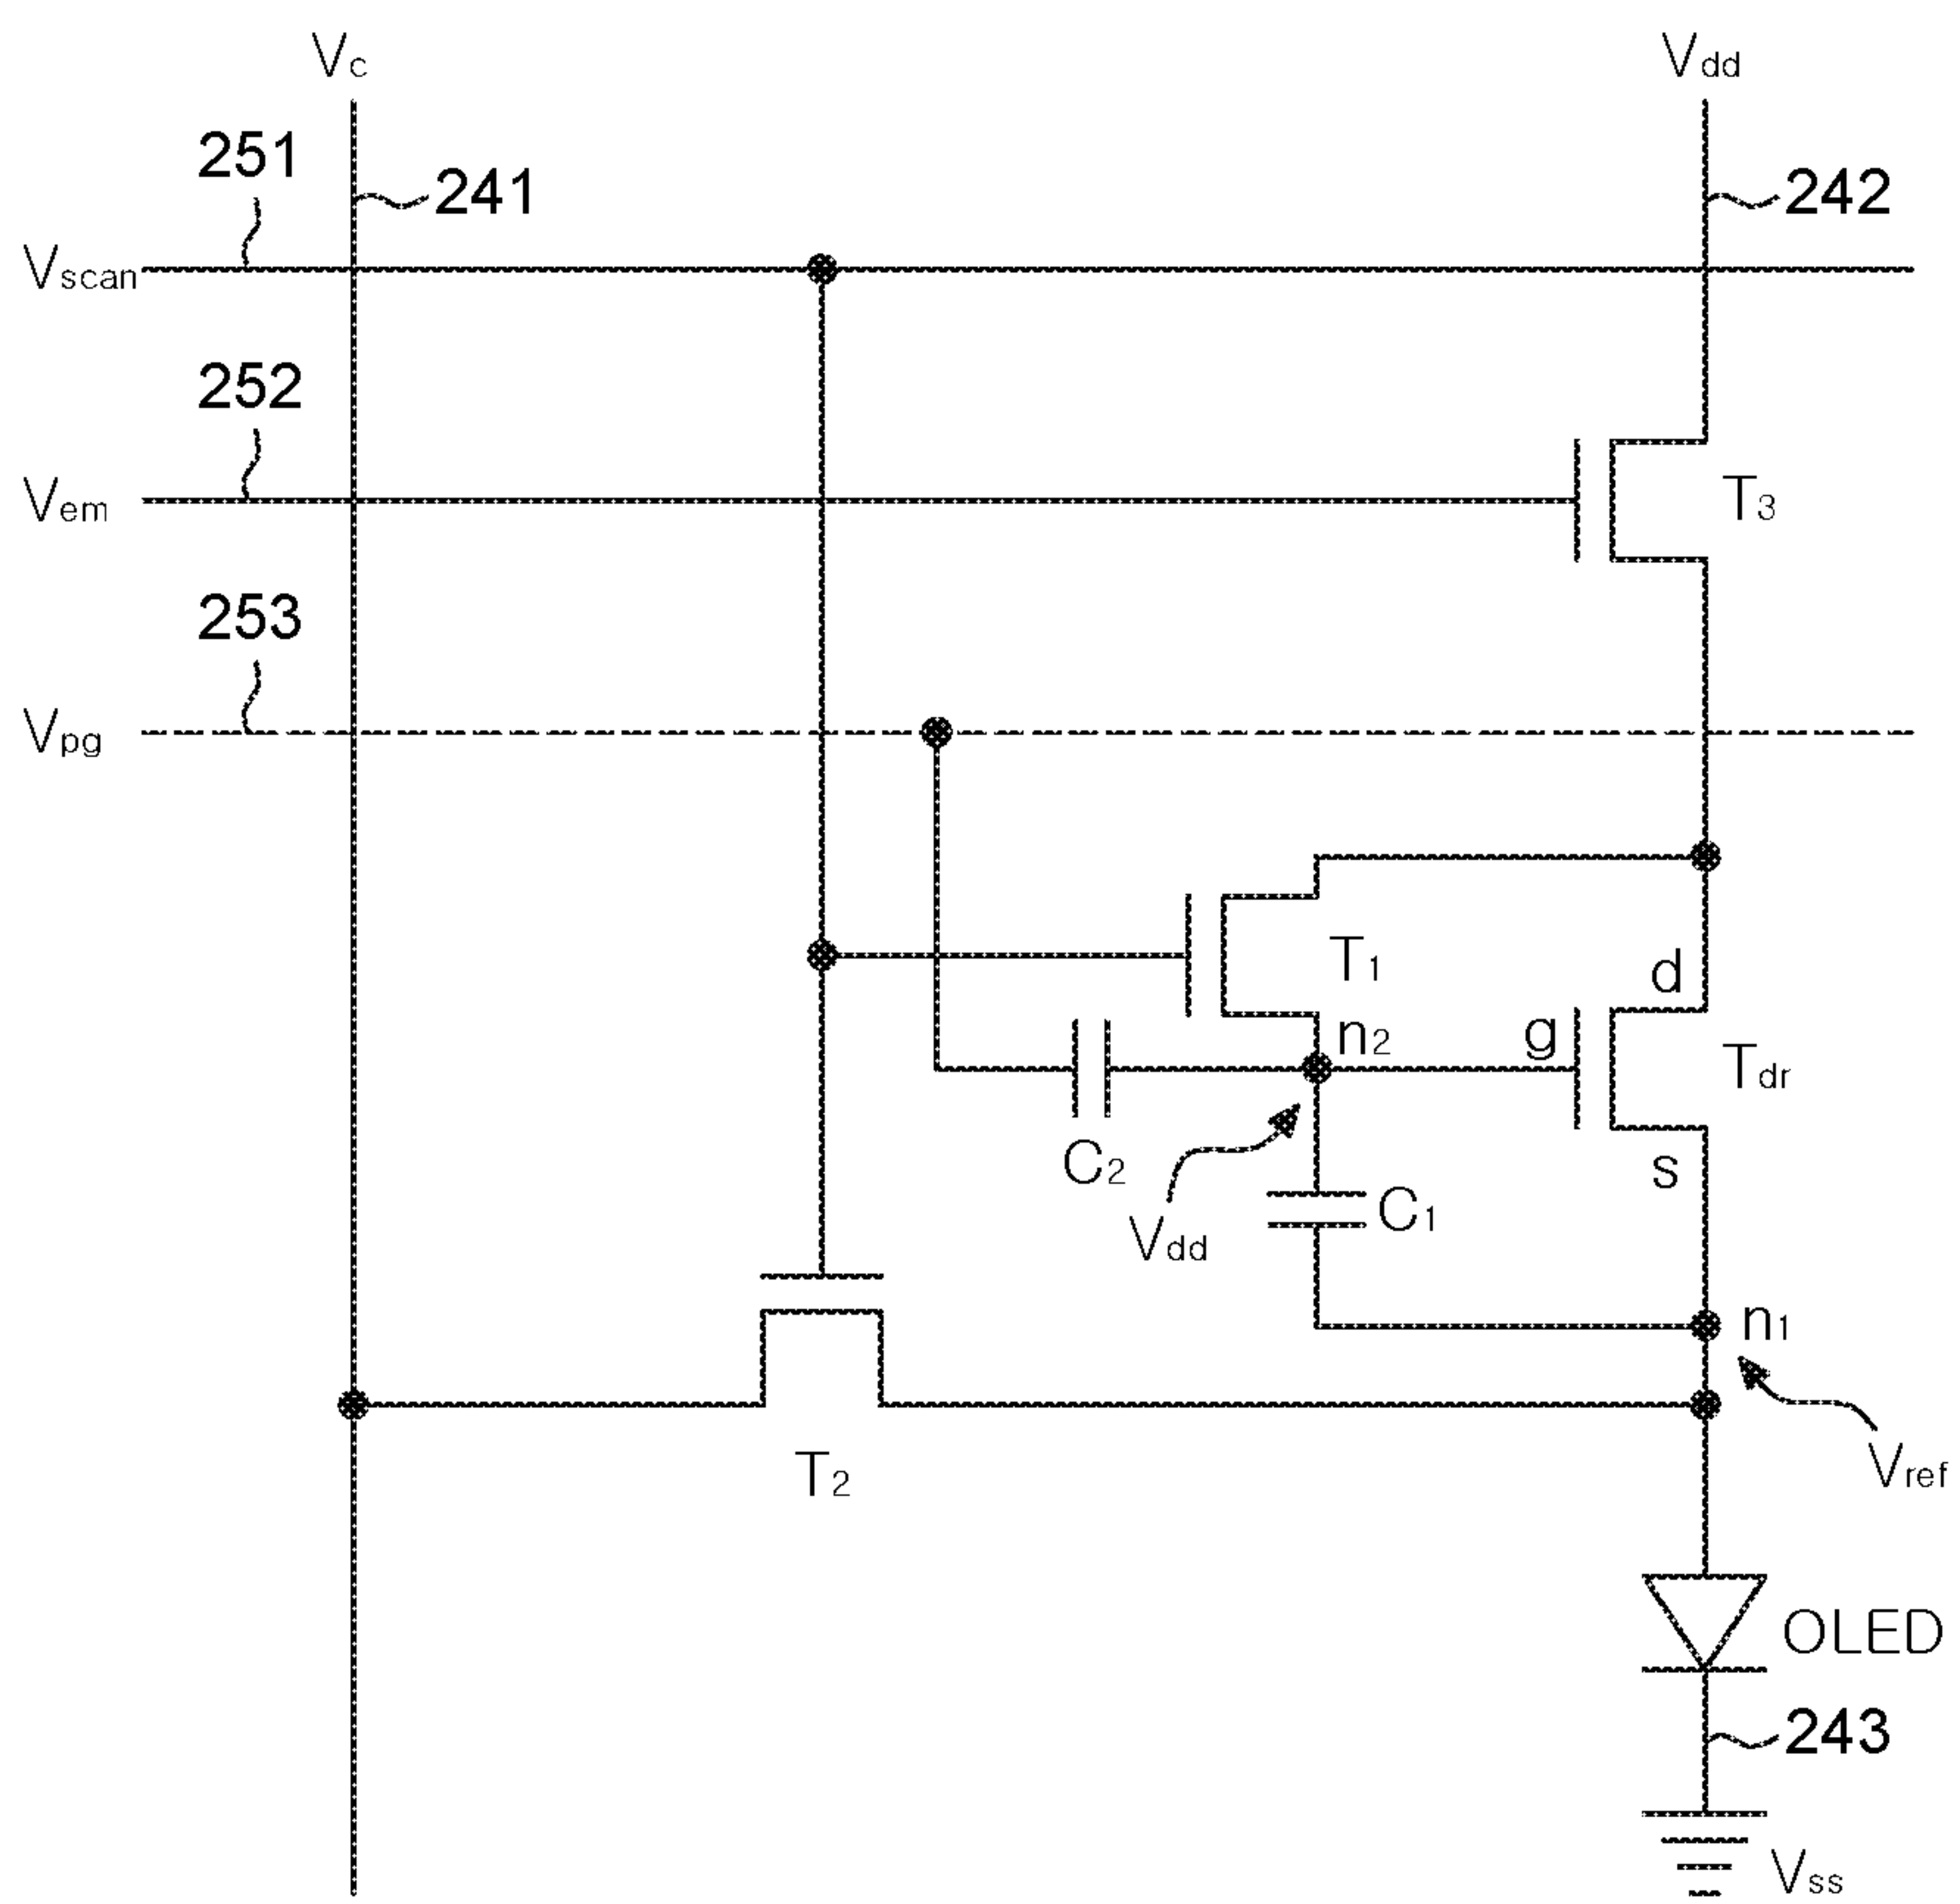 Vc
Vdd
251
241
242
Vscan
252
Vem
T3
253
Vpg
T1
d
n2
g
Tdr
C2
s
Vdd
C1
n1
T2
Vref
OLED
243
Vss